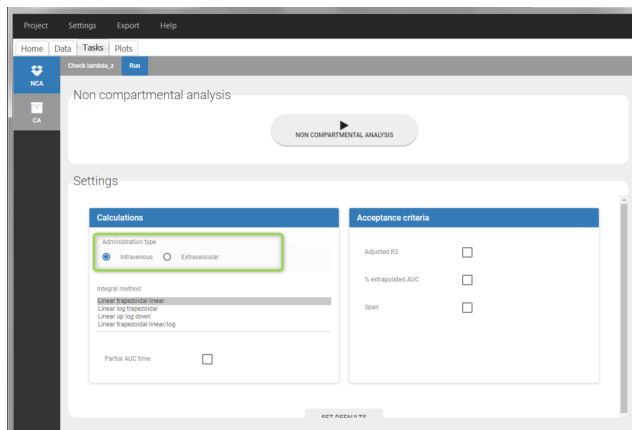 Project Settings Export Help
Home Data Tasks Plots
Check lambda_z Run
NCA
CA
Non compartmental analysis
NON COMPARTMENTAL ANALYSIS
Settings
Calculations
Administration type
Intravenous Extravascular
Integral method
Linear trapezoidal linear
Linear log trapezoidal
Linear up log down
Linear trapezoidal linear/log
Partial AUC time
Acceptance criteria
Adjusted R2
% extrapolated AUC
Span
SET DEFAULTS